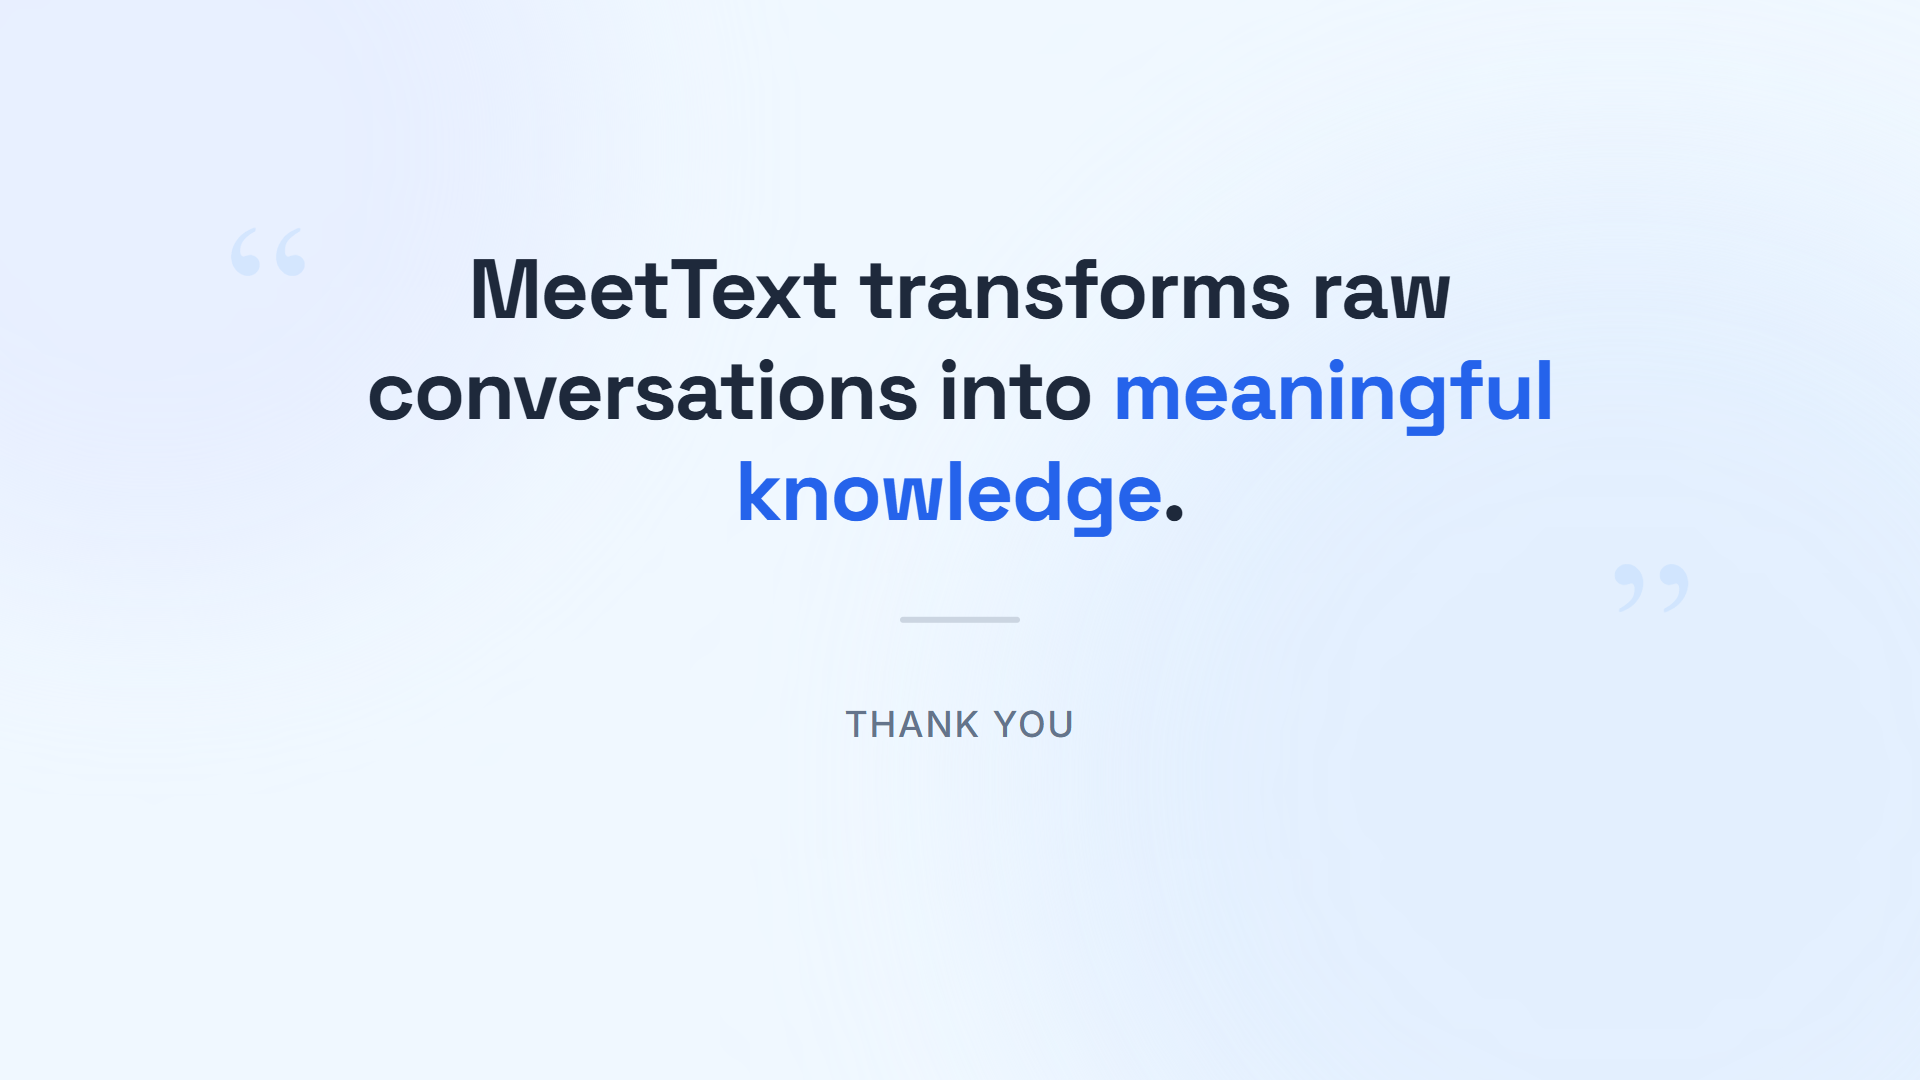 “
MeetText transforms raw
conversations into meaningful
knowledge.
”
THANK YOU